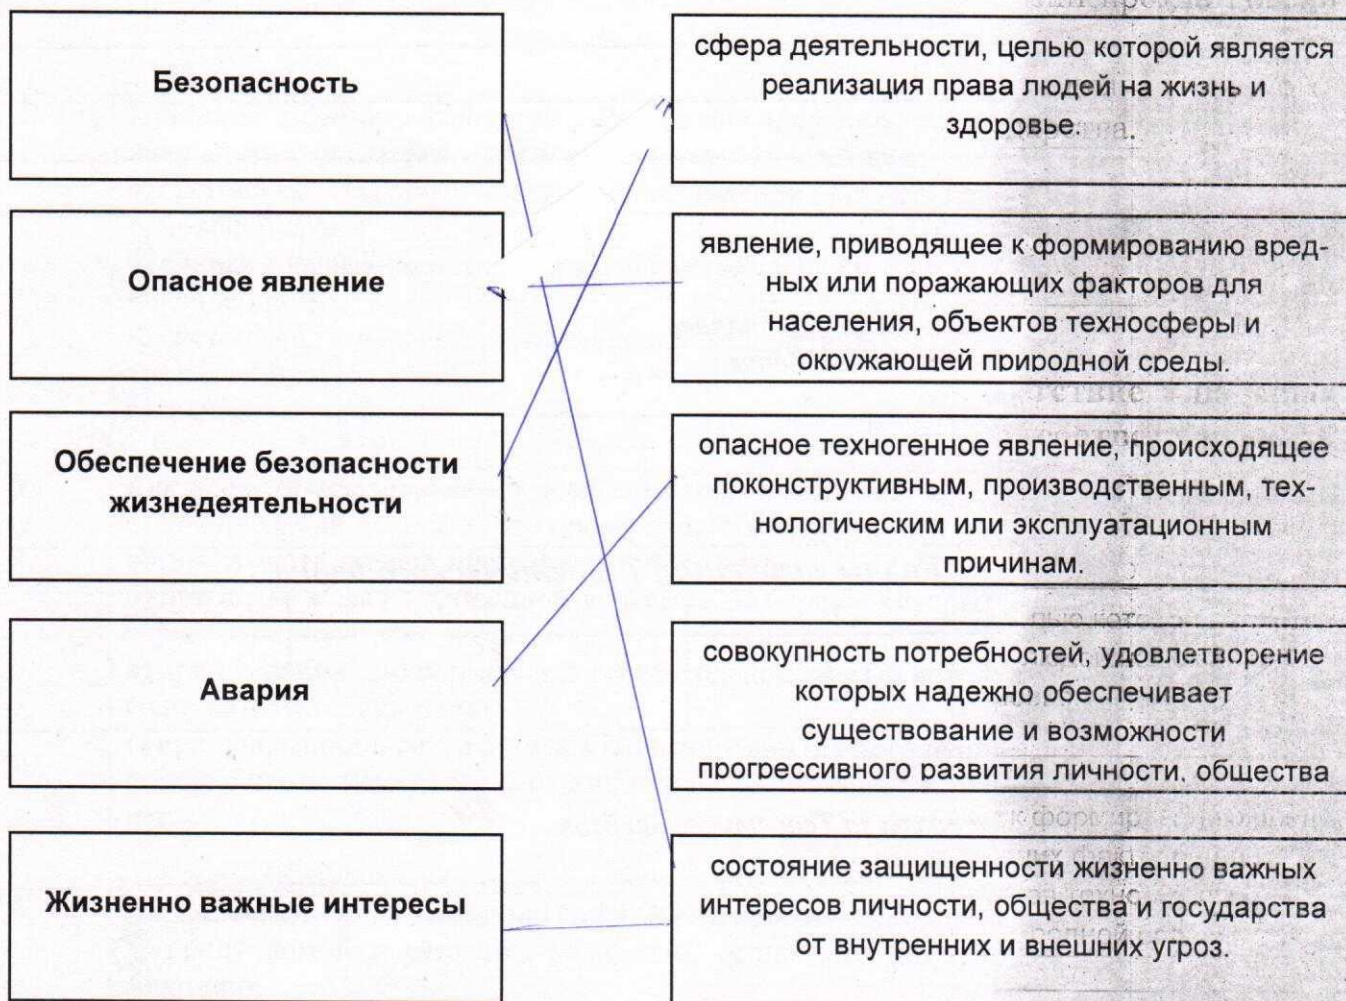 Безопасность
сфера деятельности, целью которой является
реализация права людей на жизнь и
здоровье.
Опасное явление
явление, приводящее к формированию вред-
ных или поражающих факторов для
населения, объектов техносферы и
окружающей природной среды.
Обеспечение безопасности
жизнедеятельности
опасное техногенное явление, происходящее
поконструктивным, производственным, тех-
нологическим или эксплуатационным
причинам.
Авария
совокупность потребностей, удовлетворение
которых надежно обеспечивает
существование и возможности
прогрессивного развития личности, общества
Жизненно важные интересы
состояние защищенности жизненно важных
интересов личности, общества и государства
от внутренних и внешних угроз.